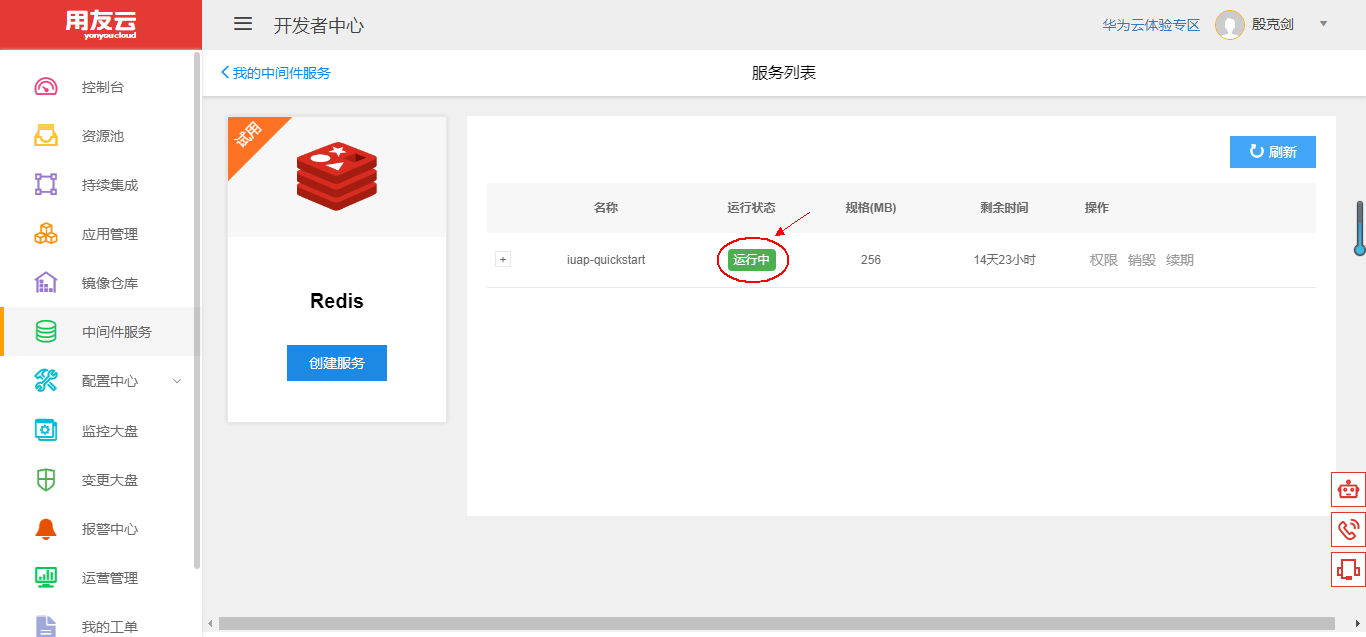 用友云
yonyoucloud
开发者中心
华为云体验专区
殷克剑
控制台
资源池
持续集成
应用管理
镜像仓库
中间件服务
配置中心
监控大盘
变更大盘
报警中心
运营管理
我的工单
我的中间件服务
服务列表
试用
Redis
创建服务
刷新
名称 运行状态 规格(MB) 剩余时间 操作
+ iuap-quickstart 运行中 256 14天23小时 权限 销毁 续期